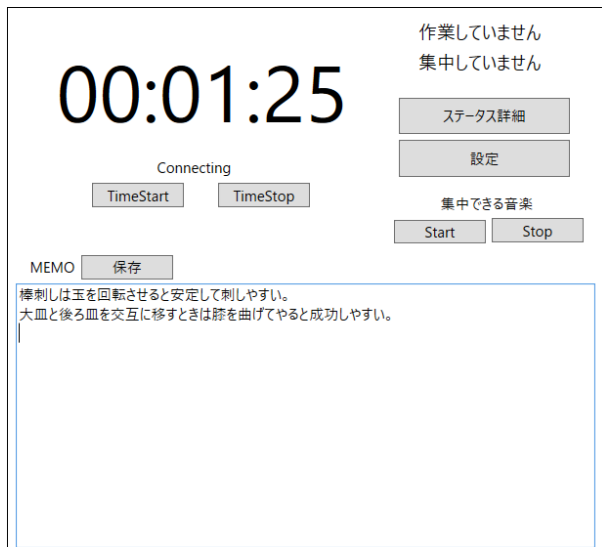 作業していません
集中していません
00:01:25
ステータス詳細
設定
Connecting
TimeStart TimeStop
集中できる音楽
Start Stop
MEMO 保存
棒刺しは玉を回転させると安定して刺しやすい。
大皿と後ろ皿を交互に移すときは膝を曲げてやると成功しやすい。